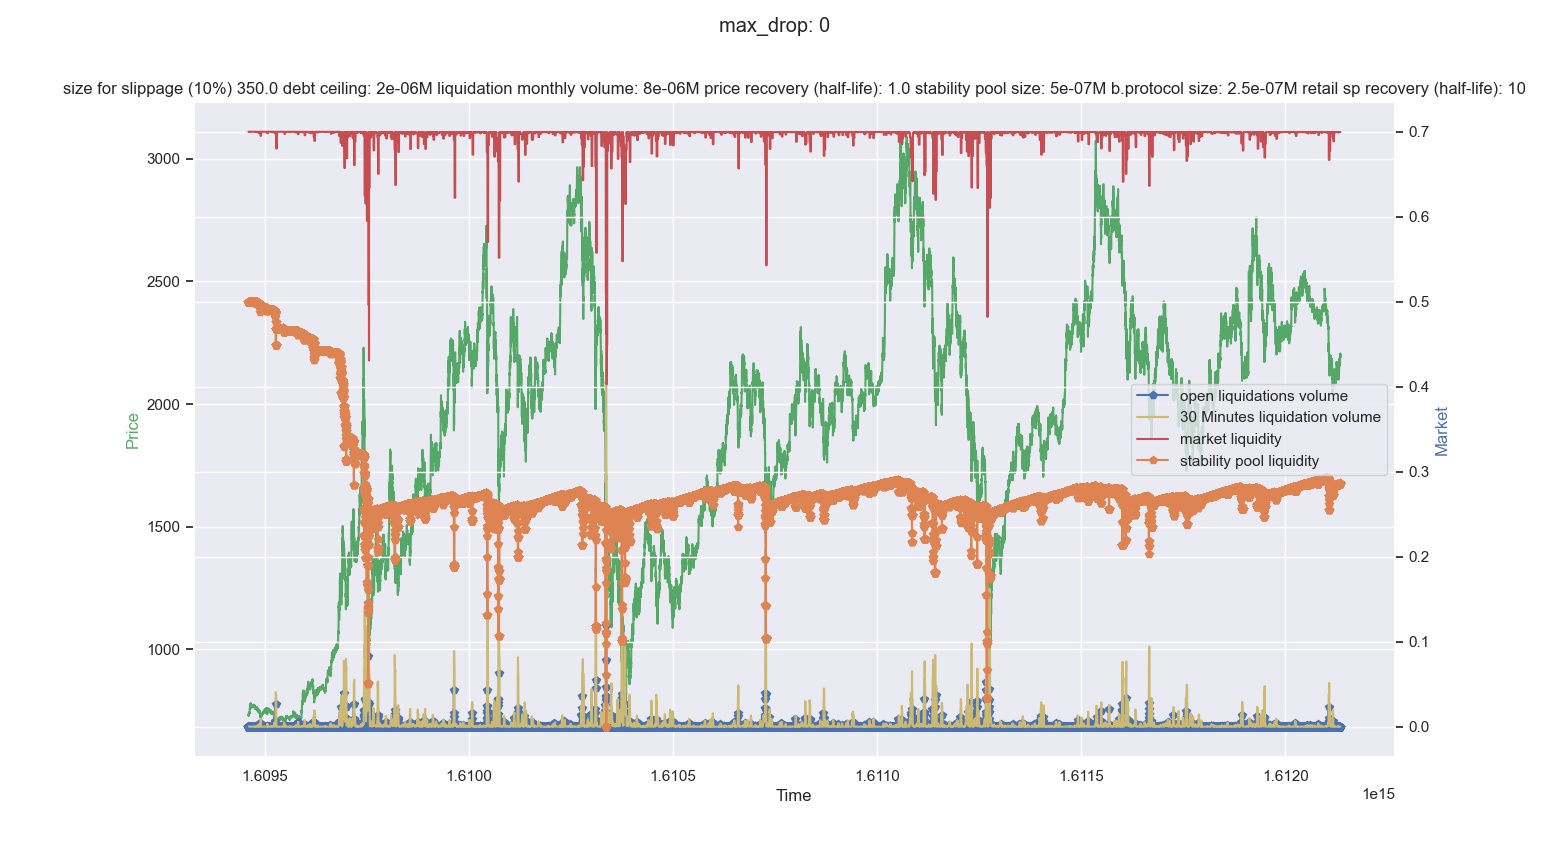 max_drop: 0
size for slippage (10%) 350.0 debt ceiling: 2e-06M liquidation monthly volume: 8e-06M price recovery (half-life): 1.0 stability pool size: 5e-07M b.protocol size: 2.5e-07M retail sp recovery (half-life): 10
3000
2500
2000
1500
1000
Price
0.7
0.6
0.5
0.4
0.3
0.2
0.1
0.0
Market
open liquidations volume
30 Minutes liquidation volume
market liquidity
stability pool liquidity
1.6095 1.6100 1.6105 1.6110 1.6115 1.6120
1e15
Time